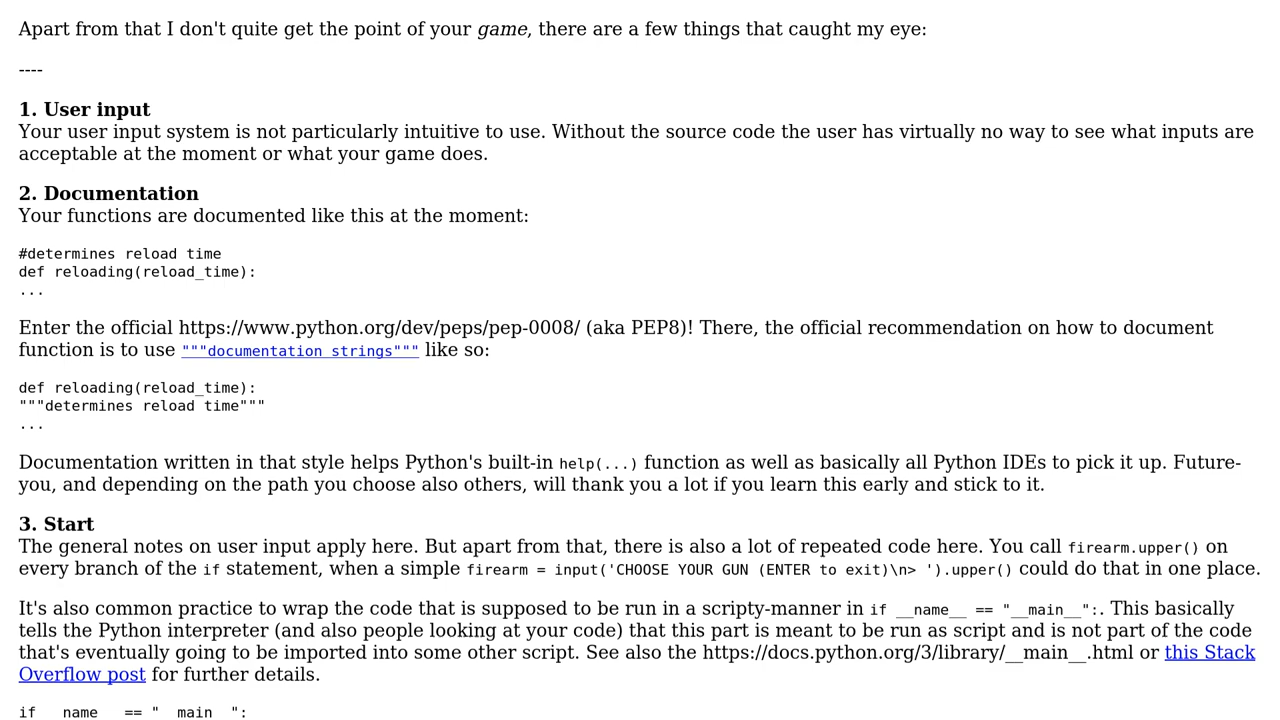 Apart from that I don't quite get the point of your game, there are a few things that caught my eye:
----
1. User input
Your user input system is not particularly intuitive to use. Without the source code the user has virtually no way to see what inputs are
acceptable at the moment or what your game does.
2. Documentation
Your functions are documented like this at the moment:
#determines reload time
def reloading(reload_time):
...
Enter the official https://www.python.org/dev/peps/pep-0008/ (aka PEP8)! There, the official recommendation on how to document
function is to use """documentation strings""" like so:
def reloading(reload_time):
"""determines reload time"""
...
Documentation written in that style helps Python's built-in help(...) function as well as basically all Python IDEs to pick it up. Future-
you, and depending on the path you choose also others, will thank you a lot if you learn this early and stick to it.
3. Start
The general notes on user input apply here. But apart from that, there is also a lot of repeated code here. You call firearm.upper() on
every branch of the if statement, when a simple firearm = input('CHOOSE YOUR GUN (ENTER to exit)\n> ').upper() could do that in one place.
It's also common practice to wrap the code that is supposed to be run in a scripty-manner in if __name__ == "__main__":. This basically
tells the Python interpreter (and also people looking at your code) that this part is meant to be run as script and is not part of the code
that's eventually going to be imported into some other script. See also the https://docs.python.org/3/library/__main__.html or this Stack
Overflow post for further details.
if __name__ == "__main__":